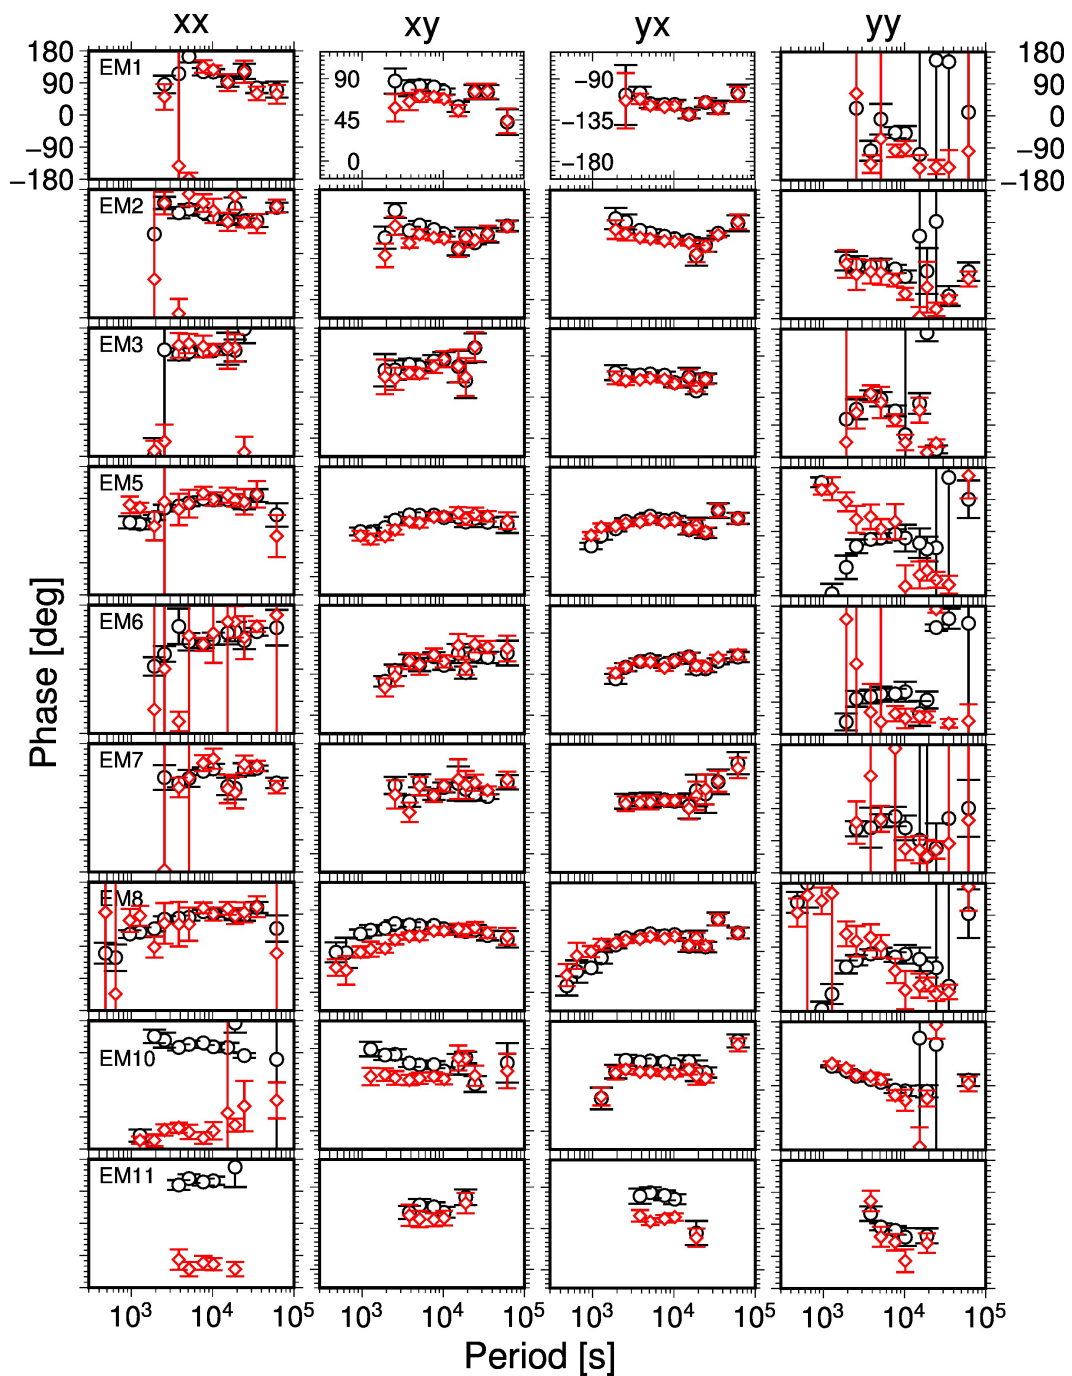 xx xy yx yy
EM1
180
90
0
−90
−180
90
45
0
−90
−135
−180
180
90
0
−90
−180
EM2
EM3
EM5
EM6
EM7
EM8
EM10
EM11
Phase [deg]
10³ 10⁴ 10⁵ 10³ 10⁴ 10⁵ 10³ 10⁴ 10⁵ 10³ 10⁴ 10⁵
Period [s]